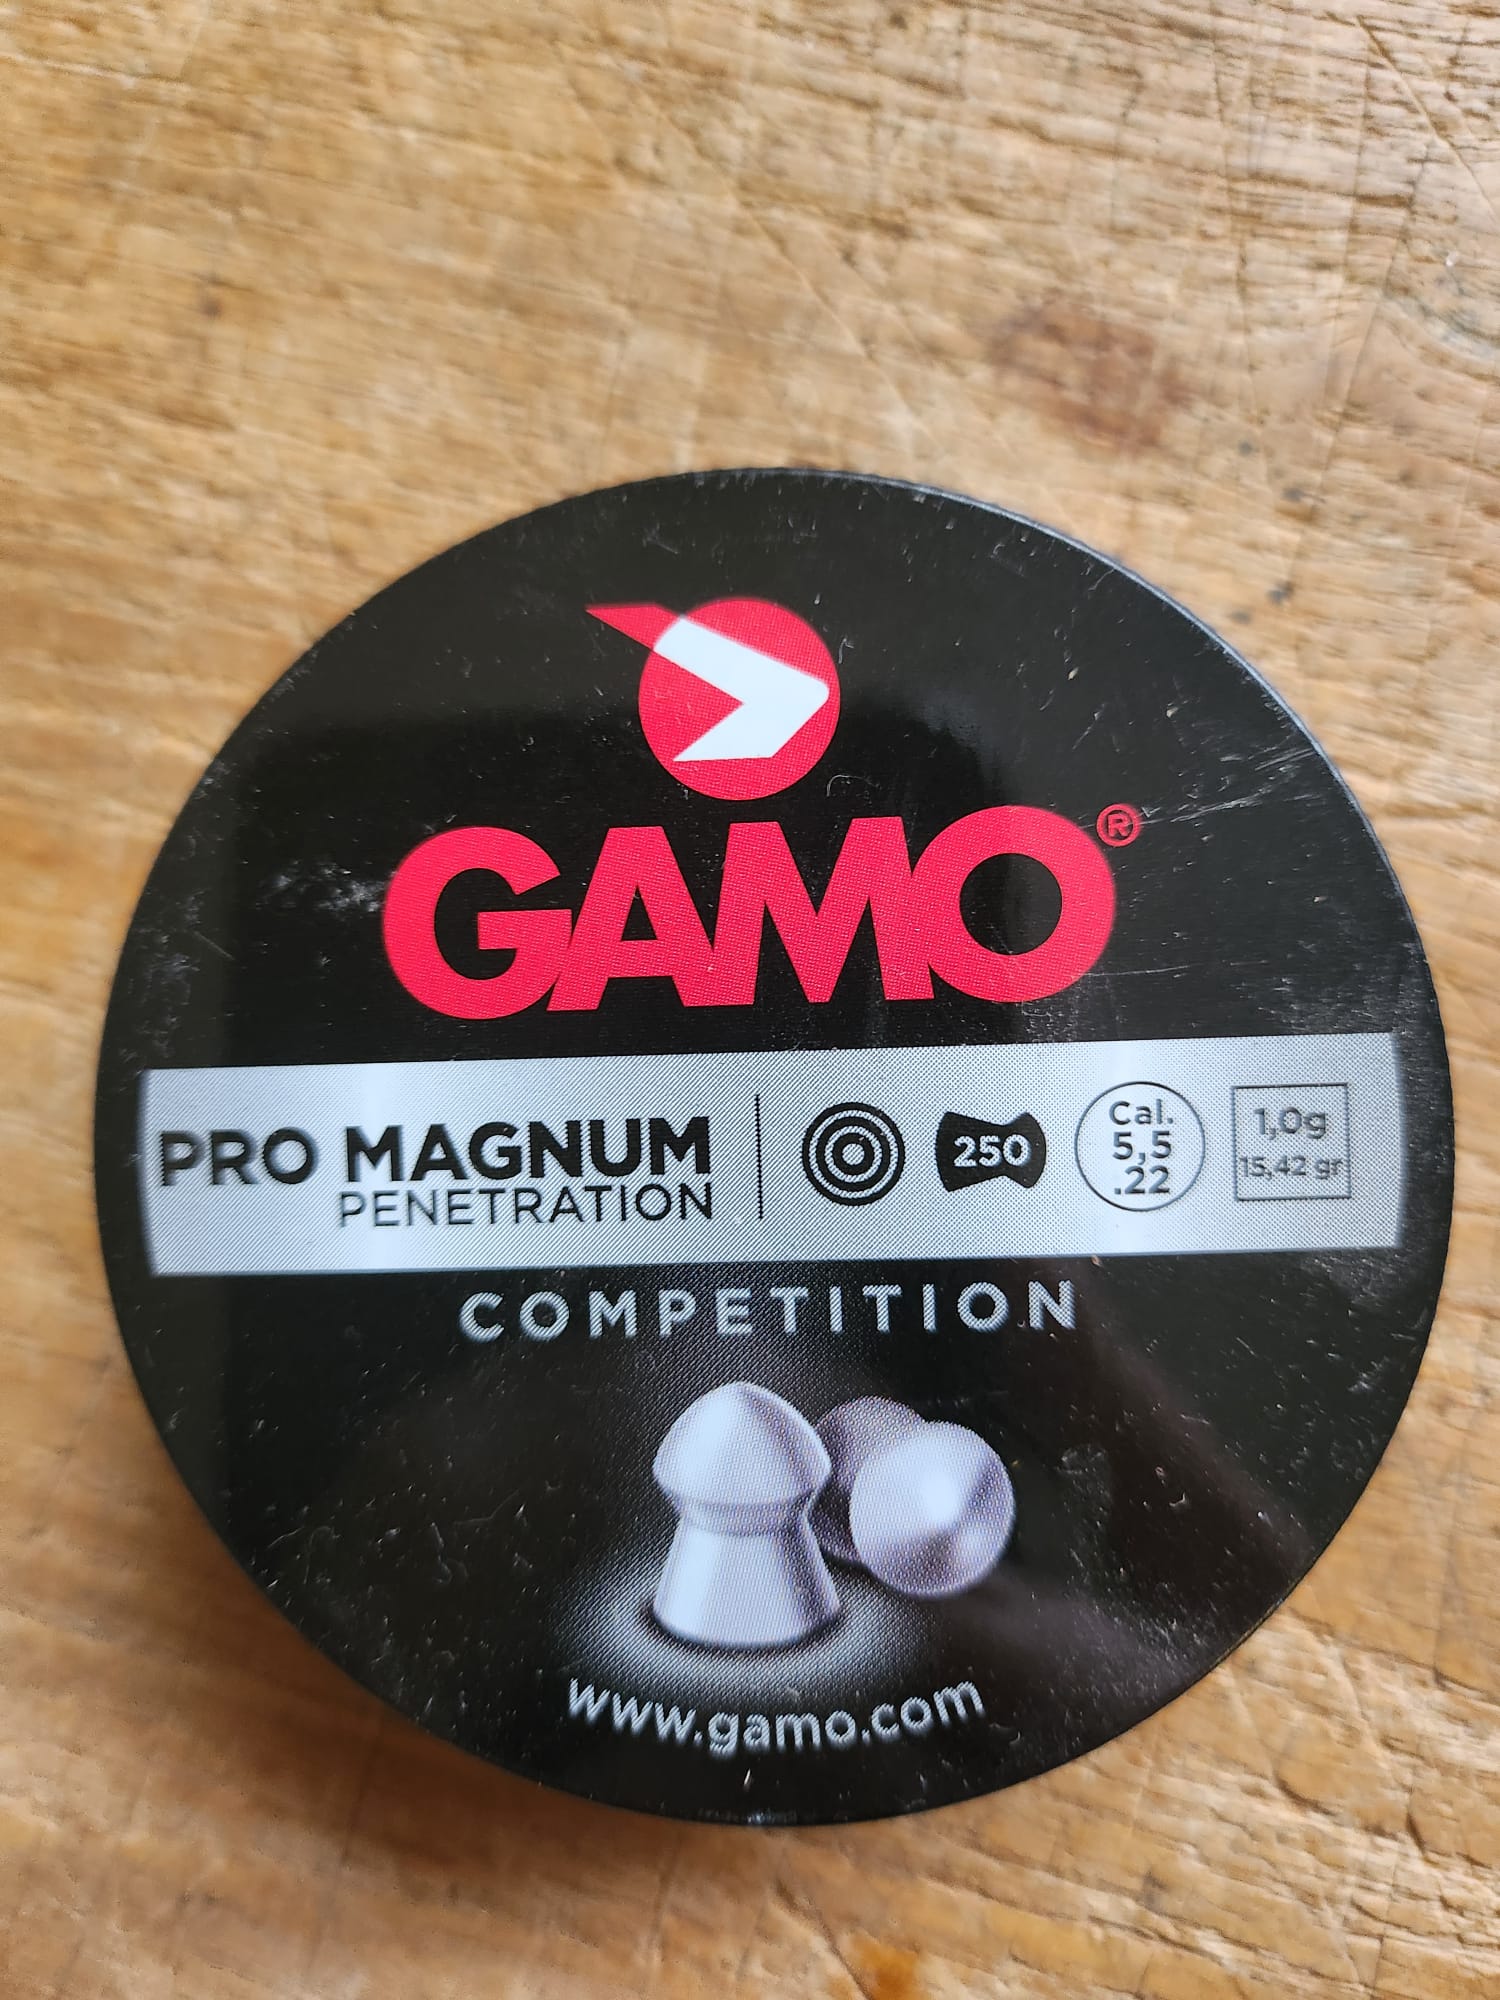 GAMO®
PRO MAGNUM
PENETRATION
250
Cal.
5,5
.22
1,0g
15,42 gr
COMPETITION
www.gamo.com